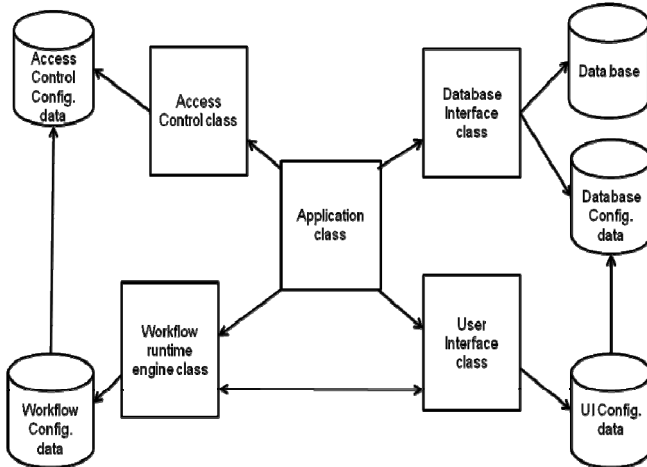 Access
Control
Config.
data
Access
Control class
Database
Interface
class
Data base
Application
class
Database
Config.
data
Workflow
runtime
engine class
User
Interface
class
Workflow
Config.
data
UI Config.
data